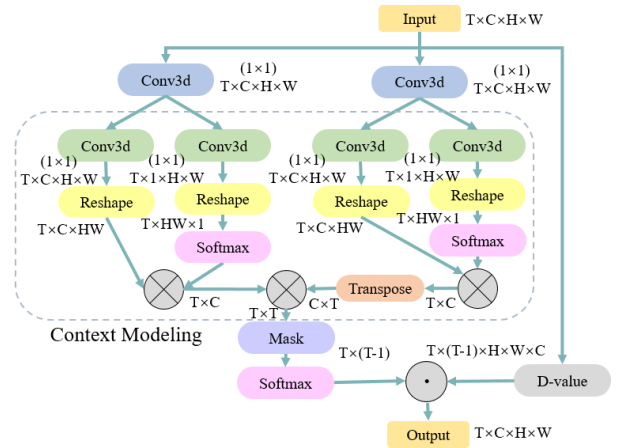 Input
T×C×H×W
(1×1)
Conv3d
T×C×H×W
(1×1)
Conv3d
T×C×H×W
Conv3d
Conv3d
Conv3d
Conv3d
(1×1)
T×C×H×W
(1×1)
T×1×H×W
(1×1)
T×C×H×W
(1×1)
T×1×H×W
Reshape
Reshape
Reshape
Reshape
T×C×HW
T×HW×1
T×C×HW
T×HW×1
Softmax
Softmax
T×C
C×T
Transpose
T×C
T×T
Context Modeling
Mask
T×(T-1)
T×(T-1)×H×W×C
Softmax
D-value
Output
T×C×H×W